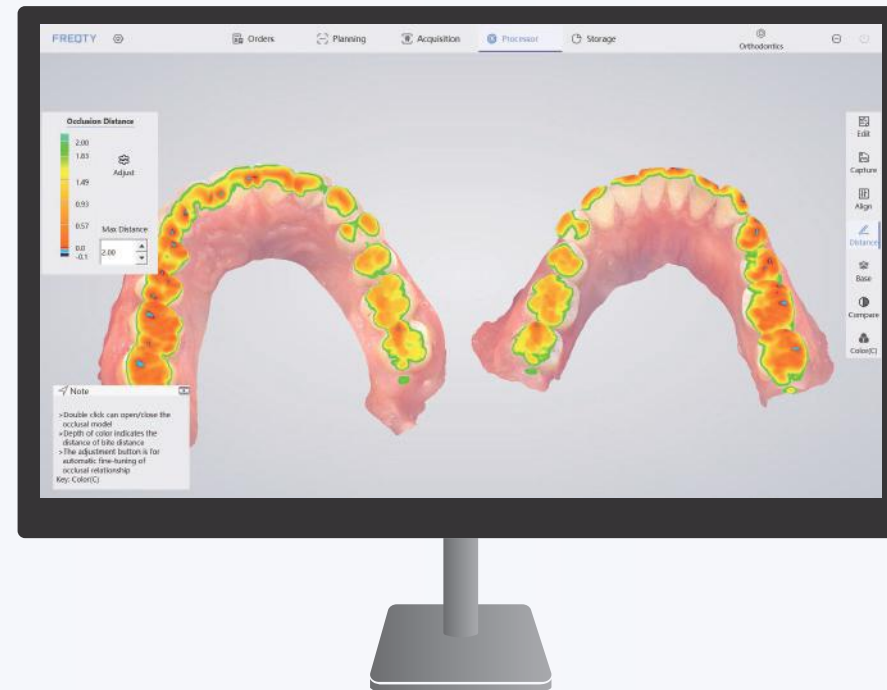 FREQTY
Orders
Planning
Acquisition
Processor
Storage
Orthodontics
Occlusion Distance
2.00
1.83
1.49
0.93
0.57
0.0
-0.1
Adjust
Max Distance
2.00
Edit
Capture
Align
Distance
Base
Compare
Color(C)
Note
>Double click can open/close the
occlusal model
>Depth of color indicates the
distance of bite distance
>The adjustment button is for
automatic fine-tuning of
occlusal relationship
Key: Color(C)